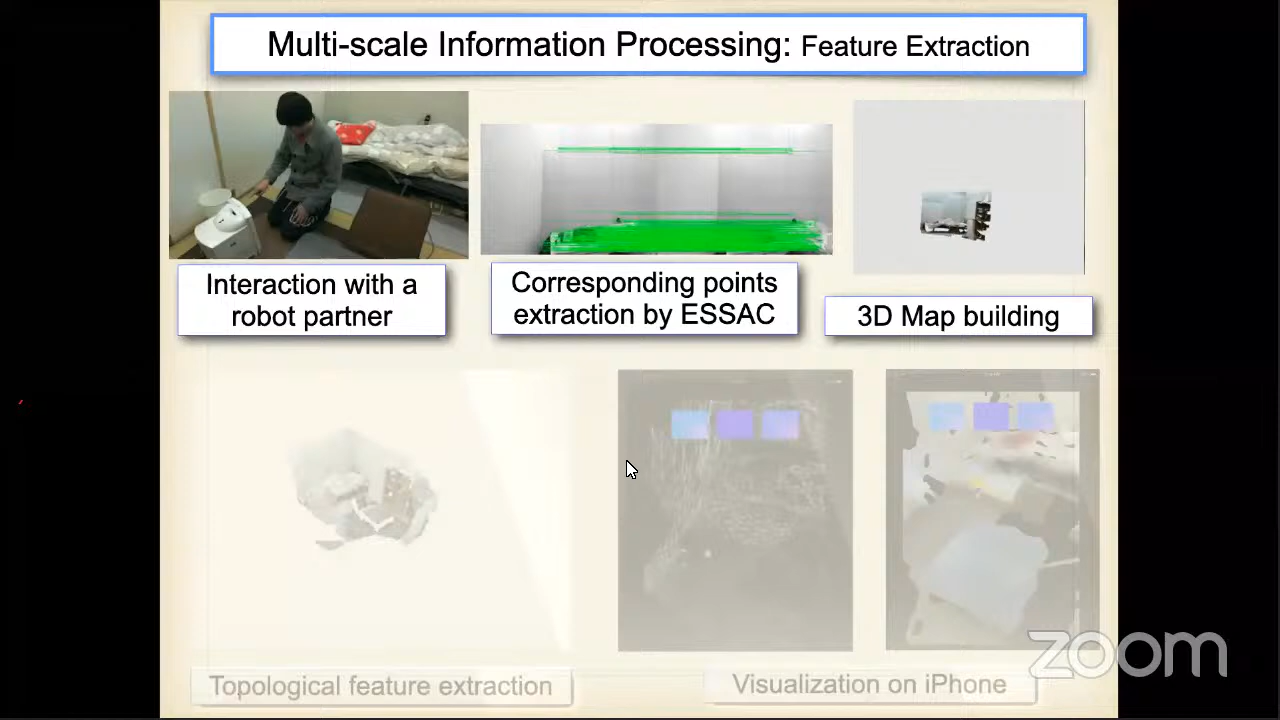 Multi-scale Information Processing: Feature Extraction
Interaction with a
robot partner
Corresponding points
extraction by ESSAC
3D Map building
Topological feature extraction
Visualization on iPhone
zoom